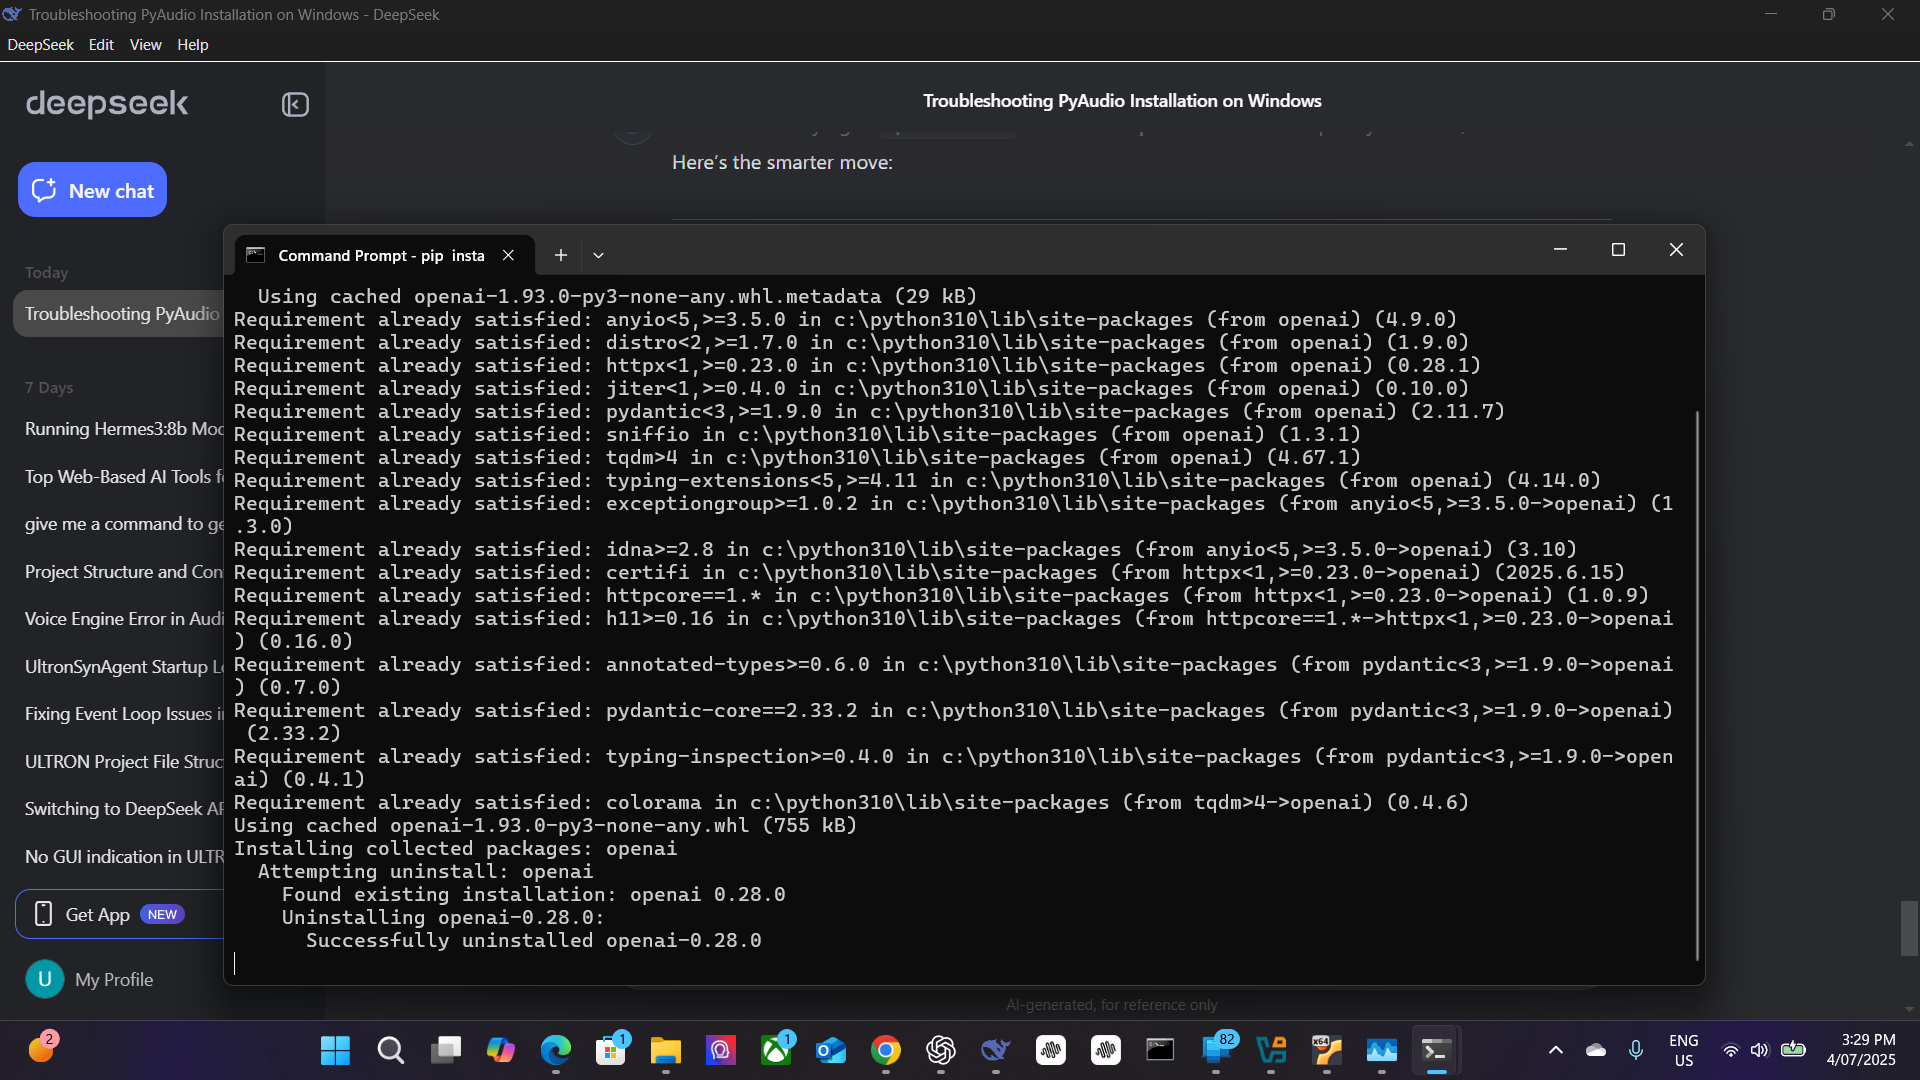 Troubleshooting PyAudio Installation on Windows - DeepSeek
DeepSeek Edit View Help
deepseek
New chat
Today
Troubleshooting PyAudio
7 Days
Running Hermes3:8b Mod
Top Web-Based AI Tools f
give me a command to ge
Project Structure and Con
Voice Engine Error in Audi
UltronSynAgent Startup L
Fixing Event Loop Issues i
ULTRON Project File Struc
Switching to DeepSeek AP
No GUI indication in ULTR
Get App NEW
U My Profile
Troubleshooting PyAudio Installation on Windows
Here's the smarter move:
Command Prompt - pip insta
Using cached openai-1.93.0-py3-none-any.whl.metadata (29 kB)
Requirement already satisfied: anyio<5,>=3.5.0 in c:\python310\lib\site-packages (from openai) (4.9.0)
Requirement already satisfied: distro<2,>=1.7.0 in c:\python310\lib\site-packages (from openai) (1.9.0)
Requirement already satisfied: httpx<1,>=0.23.0 in c:\python310\lib\site-packages (from openai) (0.28.1)
Requirement already satisfied: jiter<1,>=0.4.0 in c:\python310\lib\site-packages (from openai) (0.10.0)
Requirement already satisfied: pydantic<3,>=1.9.0 in c:\python310\lib\site-packages (from openai) (2.11.7)
Requirement already satisfied: sniffio in c:\python310\lib\site-packages (from openai) (1.3.1)
Requirement already satisfied: tqdm>4 in c:\python310\lib\site-packages (from openai) (4.67.1)
Requirement already satisfied: typing-extensions<5,>=4.11 in c:\python310\lib\site-packages (from openai) (4.14.0)
Requirement already satisfied: exceptiongroup>=1.0.2 in c:\python310\lib\site-packages (from anyio<5,>=3.5.0->openai) (1
.3.0)
Requirement already satisfied: idna>=2.8 in c:\python310\lib\site-packages (from anyio<5,>=3.5.0->openai) (3.10)
Requirement already satisfied: certifi in c:\python310\lib\site-packages (from httpx<1,>=0.23.0->openai) (2025.6.15)
Requirement already satisfied: httpcore==1.* in c:\python310\lib\site-packages (from httpx<1,>=0.23.0->openai) (1.0.9)
Requirement already satisfied: h11>=0.16 in c:\python310\lib\site-packages (from httpcore==1.*->httpx<1,>=0.23.0->openai
) (0.16.0)
Requirement already satisfied: annotated-types>=0.6.0 in c:\python310\lib\site-packages (from pydantic<3,>=1.9.0->openai
) (0.7.0)
Requirement already satisfied: pydantic-core==2.33.2 in c:\python310\lib\site-packages (from pydantic<3,>=1.9.0->openai)
(2.33.2)
Requirement already satisfied: typing-inspection>=0.4.0 in c:\python310\lib\site-packages (from pydantic<3,>=1.9.0->open
ai) (0.4.1)
Requirement already satisfied: colorama in c:\python310\lib\site-packages (from tqdm>4->openai) (0.4.6)
Using cached openai-1.93.0-py3-none-any.whl (755 kB)
Installing collected packages: openai
Attempting uninstall: openai
Found existing installation: openai 0.28.0
Uninstalling openai-0.28.0:
Successfully uninstalled openai-0.28.0
AI-generated, for reference only
2
1
1
82
x64
ENG
US
3:29 PM
4/07/2025